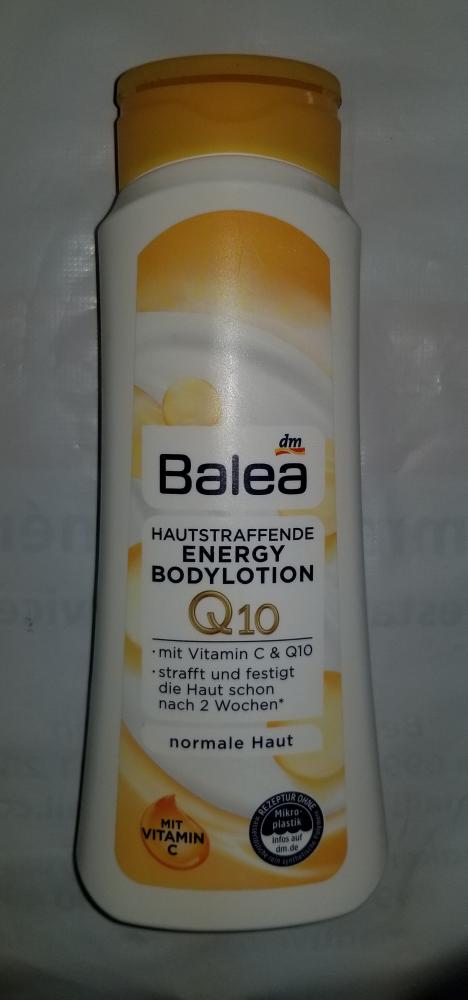 dm
Balea
HAUTSTRAFFENDE
ENERGY
BODYLOTION
Q10
· mit Vitamin C & Q10
· strafft und festigt
die Haut schon
nach 2 Wochen*
normale Haut
MIT
VITAMIN
C
REZEPTUR OHNE
Mikro-
plastik
Infos auf
dm.de